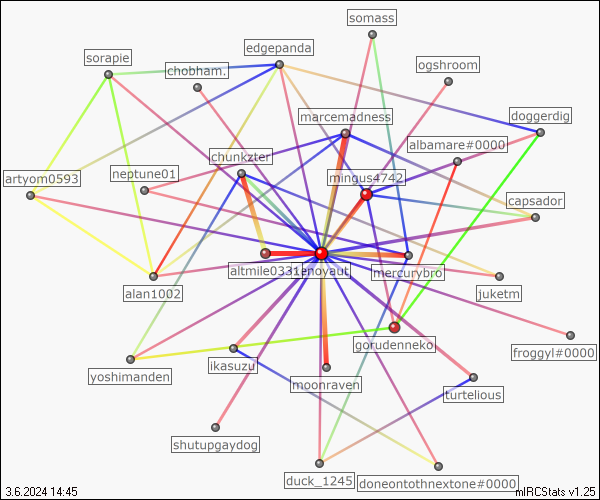 somass
edgepanda
sorapie
chobham.
ogshroom
marcemadness
doggerdig
albamare#0000
chunkzter
neptune01
mingus4742
artyom0593
capsador
altmile0331
enoyaut
mercurybro
alan1002
juketm
gorudenneko
froggyl#0000
yoshimanden
ikasuzu
moonraven
turtelious
shutupgaydog
duck_1245
doneontothnextone#0000
3.6.2024 14:45
mIRCStats v1.25